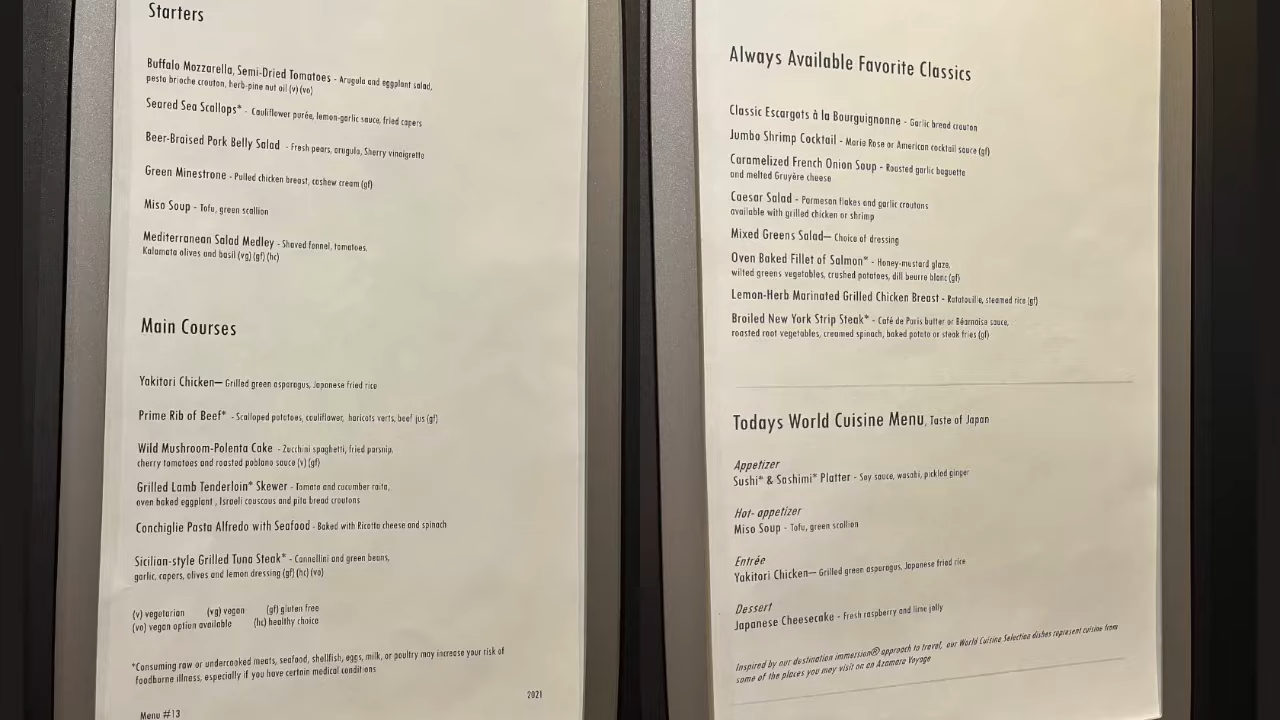 Starters
Buffalo Mozzarella, Semi-Dried Tomatoes - Arugula and eggplant salad,
pesto brioche crouton, herb-pine nut oil (v) (vo)
Seared Sea Scallops* - Cauliflower purée, lemon-garlic sauce, fried capers
Beer-Braised Pork Belly Salad - Fresh pears, arugula, Sherry vinaigrette
Green Minestrone - Pulled chicken breast, cashew cream (gf)
Miso Soup - Tofu, green scallion
Mediterranean Salad Medley - Shaved fennel, tomatoes,
Kalamata olives and basil (vg) (gf) (hc)
Main Courses
Yakitori Chicken— Grilled green asparagus, Japanese fried rice
Prime Rib of Beef* - Scalloped potatoes, cauliflower, haricots verts, beef jus (gf)
Wild Mushroom-Polenta Cake - Zucchini spaghetti, fried parsnip,
cherry tomatoes and roasted poblano sauce (v) (gf)
Grilled Lamb Tenderloin* Skewer - Tomato and cucumber raita,
oven baked eggplant , Israeli couscous and pita bread croutons
Conchiglie Pasta Alfredo with Seafood - Baked with Ricotta cheese and spinach
Sicilian-style Grilled Tuna Steak* - Cannellini and green beans,
garlic, capers, olives and lemon dressing (gf) (hc) (vo)
(v) vegetarian (vg) vegan (gf) gluten free
(vo) vegan option available (hc) healthy choice
*Consuming raw or undercooked meats, seafood, shellfish, eggs, milk, or poultry may increase your risk of
foodborne illness, especially if you have certain medical conditions
2021
Menu #13
Always Available Favorite Classics
Classic Escargots à la Bourguignonne - Garlic bread crouton
Jumbo Shrimp Cocktail - Marie Rose or American cocktail sauce (gf)
Caramelized French Onion Soup - Roasted garlic baguette
and melted Gruyère cheese
Caesar Salad - Parmesan flakes and garlic croutons
available with grilled chicken or shrimp
Mixed Greens Salad— Choice of dressing
Oven Baked Fillet of Salmon* - Honey-mustard glaze,
wilted greens vegetables, crushed potatoes, dill beurre blanc (gf)
Lemon-Herb Marinated Grilled Chicken Breast - Ratatouille, steamed rice (gf)
Broiled New York Strip Steak* - Café de Paris butter or Béarnaise sauce,
roasted root vegetables, creamed spinach, baked potato or steak fries (gf)
Todays World Cuisine Menu, Taste of Japan
Appetizer
Sushi* & Sashimi* Platter - Soy sauce, wasabi, pickled ginger
Hot- appetizer
Miso Soup - Tofu, green scallion
Entrée
Yakitori Chicken— Grilled green asparagus, Japanese fried rice
Dessert
Japanese Cheesecake - Fresh raspberry and lime jelly
Inspired by our destination immersion® approach to travel, our World Cuisine Selection dishes represent cuisine from
some of the places you may visit on an Azamara Voyage